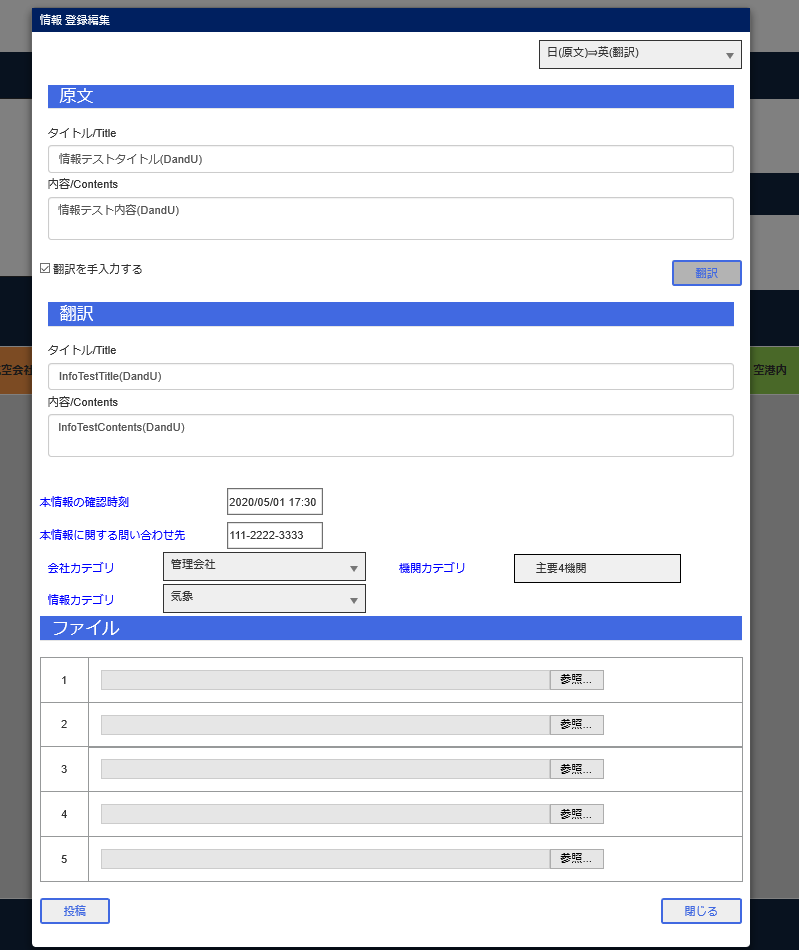 情報 登録編集
日(原文)⇒英(翻訳)
原文
タイトル/Title
情報テストタイトル(DandU)
内容/Contents
情報テスト内容(DandU)
翻訳を手入力する
翻訳
翻訳
タイトル/Title
InfoTestTitle(DandU)
空会社
空港内
内容/Contents
InfoTestContents(DandU)
本情報の確認時刻 2020/05/01 17:30
本情報に関する問い合わせ先 111-2222-3333
会社カテゴリ 管理会社 機関カテゴリ 主要4機関
情報カテゴリ 気象
ファイル
1 参照...
2 参照...
3 参照...
4 参照...
5 参照...
投稿 閉じる